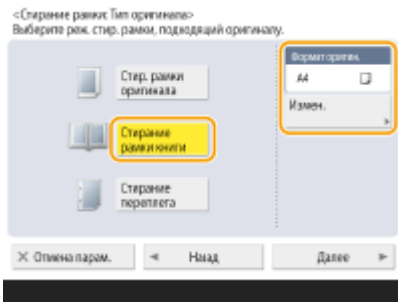 <Стирание рамки: Тип оригинала>
Выберите реж. стир. рамки, подходящий оригиналу.
Стир. рамки
оригинала
Стирание
рамки книги
Стирание
переплета
Формат оригин.
A4
Измен.
Отмена парам.
Назад
Далее